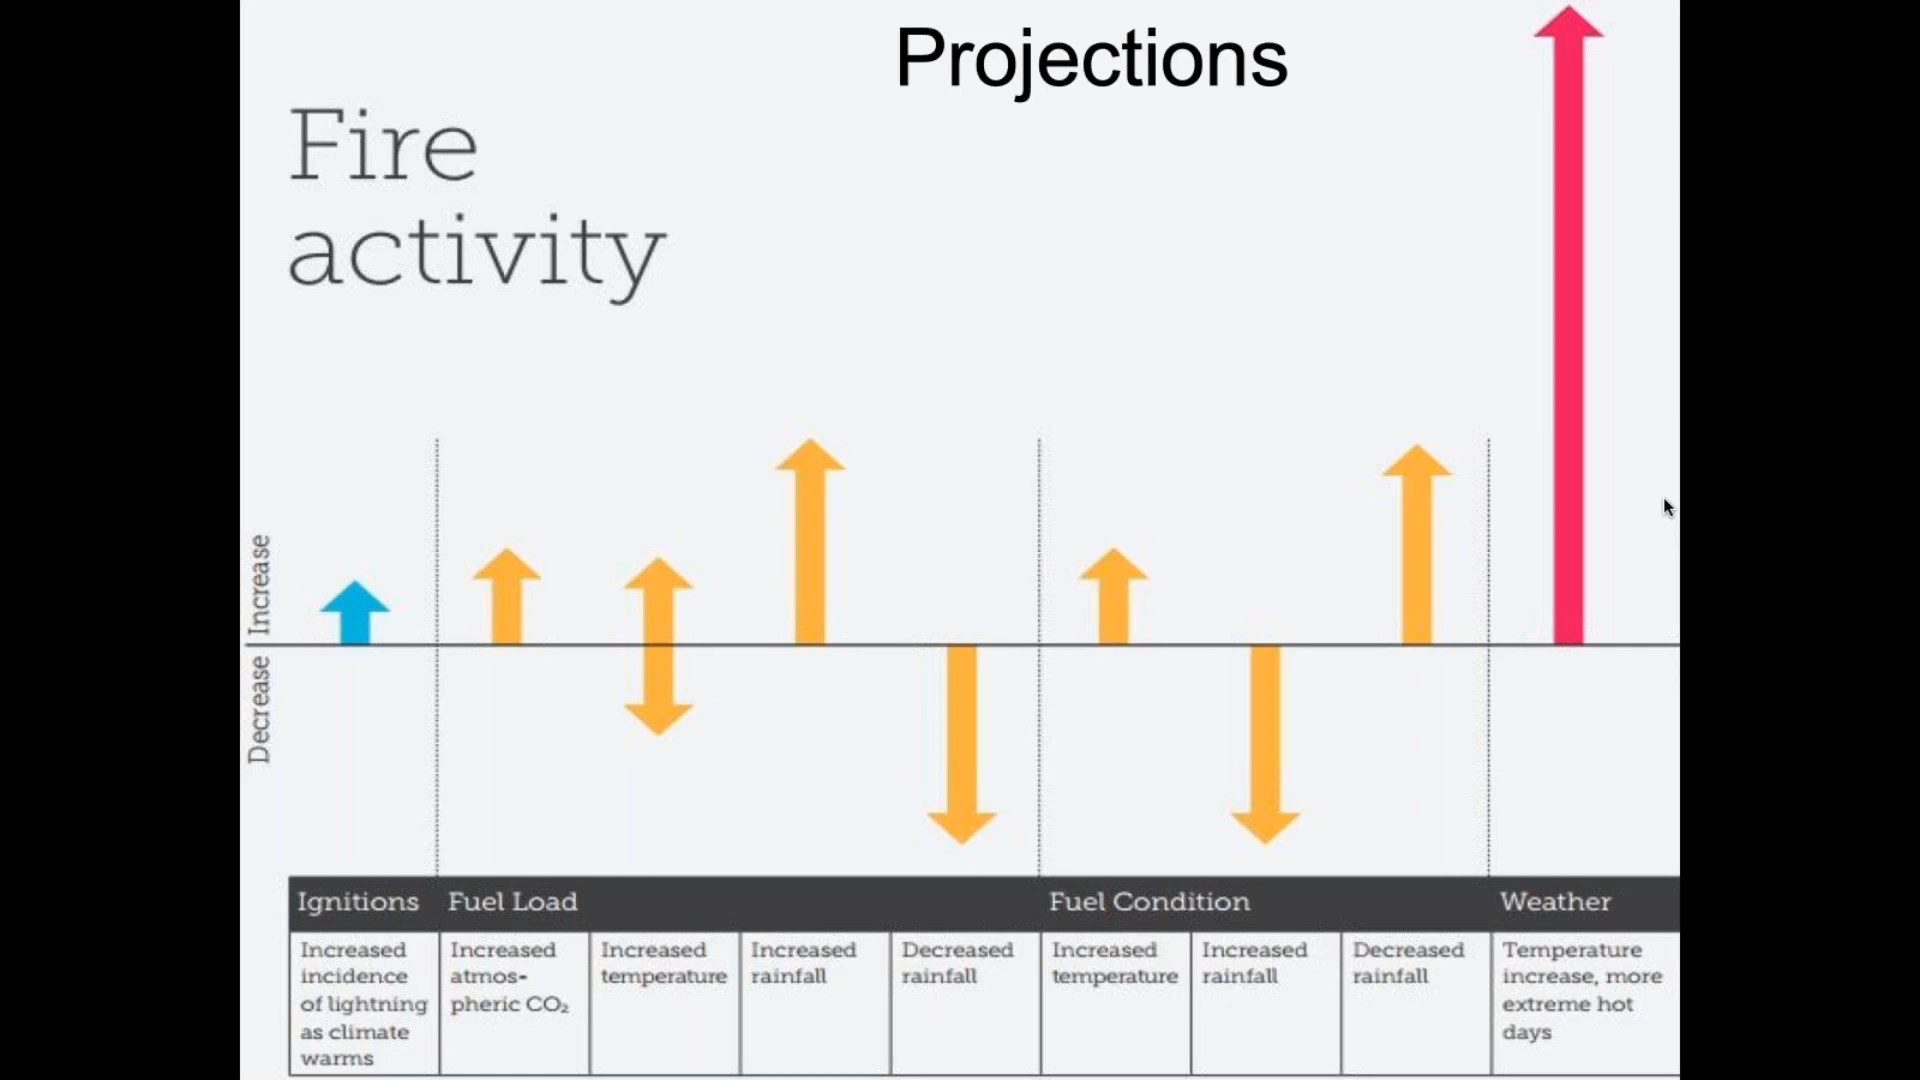 Projections
Fire
activity
Increase
Decrease
Ignitions
Fuel Load
Fuel Condition
Weather
Increased
incidence
of lightning
as climate
warms
Increased
atmos-
pheric CO₂
Increased
temperature
Increased
rainfall
Decreased
rainfall
Increased
temperature
Increased
rainfall
Decreased
rainfall
Temperature
increase, more
extreme hot
days